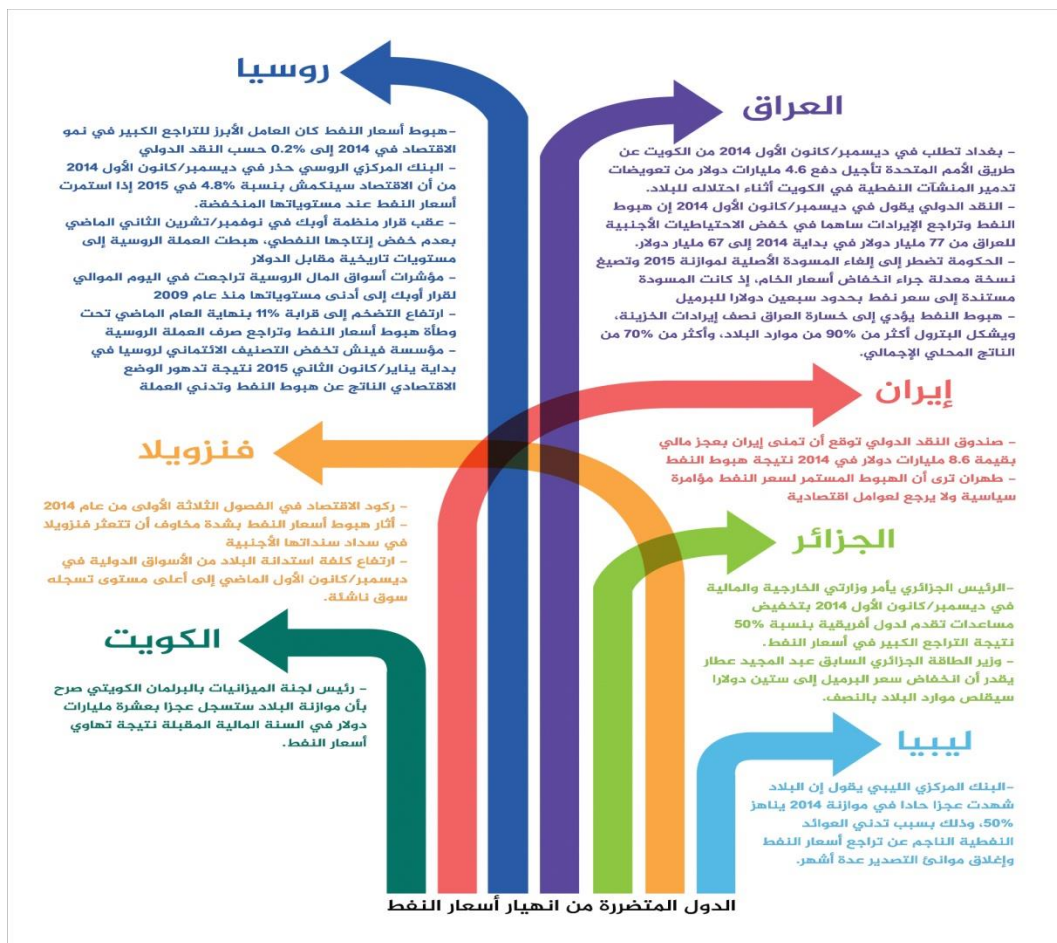 روسيا
-هبوط أسعار النفط كان العامل الأبرز للتراجع الكبير في نمو
الاقتصاد في 2014 إلى 0.2% حسب النقد الدولي
- البنك المركزي الروسي حذر في ديسمبر/كانون الأول 2014
من أن الاقتصاد سينكمش بنسبة 4.8% في 2015 إذا استمرت
أسعار النفط عند مستوياتها المنخفضة.
- عقب قرار منظمة أوبك في نوفمبر/تشرين الثاني الماضي
بعدم خفض إنتاجها النفطي، هبطت العملة الروسية إلى
مستويات تاريخية مقابل الدولار
- مؤشرات أسواق المال الروسية تراجعت في اليوم الموالي
لقرار أوبك إلى أدنى مستوياتها منذ عام 2009
- ارتفاع التضخم إلى قرابة 11% بنهاية العام الماضي تحت
وطأة هبوط أسعار النفط وتراجع صرف العملة الروسية
- مؤسسة فيتش تخفض التصنيف الائتماني لروسيا في
بداية يناير/كانون الثاني 2015 نتيجة تدهور الوضع
الاقتصادي الناتج عن هبوط النفط وتدني العملة
العراق
- بغداد تطلب في ديسمبر/كانون الأول 2014 من الكويت عن
طريق الأمم المتحدة تأجيل دفع 4.6 مليارات دولار من تعويضات
تدمير المنشآت النفطية في الكويت أثناء احتلاله للبلاد.
- النقد الدولي يقول في ديسمبر/كانون الأول 2014 إن هبوط
النفط وتراجع الإيرادات ساهما في خفض الاحتياطيات الأجنبية
للعراق من 77 مليار دولار في بداية 2014 إلى 67 مليار دولار.
- الحكومة تضطر إلى إلغاء المسودة الأصلية لموازنة 2015 وتصيغ
نسخة معدلة جراء انخفاض أسعار الخام، إذ كانت المسودة
مستندة إلى سعر نفط بحدود سبعين دولارا للبرميل
- هبوط النفط يؤدي إلى خسارة العراق نصف إيرادات الخزينة،
ويشكل البترول أكثر من 90% من موارد البلاد، وأكثر من 70% من
الناتج المحلي الإجمالي.
إيران
- صندوق النقد الدولي توقع أن تمنى إيران بعجز مالي
بقيمة 8.6 مليارات دولار في 2014 نتيجة هبوط النفط
- طهران ترى أن الهبوط المستمر لسعر النفط مؤامرة
سياسية ولا يرجع لعوامل اقتصادية
فنزويلا
- ركود الاقتصاد في الفصول الثلاثة الأولى من عام 2014
- أثار هبوط أسعار النفط بشدة مخاوف أن تتعثر فنزويلا
في سداد سنداتها الأجنبية
- ارتفاع كلفة استدانة البلاد من الأسواق الدولية في
ديسمبر/كانون الأول الماضي إلى أعلى مستوى تسجله
سوق ناشئة.
الجزائر
-الرئيس الجزائري يأمر وزارتي الخارجية والمالية
في ديسمبر/كانون الأول 2014 بتخفيض
مساعدات تقدم لدول أفريقية بنسبة 50%
نتيجة التراجع الكبير في أسعار النفط.
- وزير الطاقة الجزائري السابق عبد المجيد عطار
يقدر أن انخفاض سعر البرميل إلى ستين دولارا
سيقلص موارد البلاد بالنصف.
الكويت
- رئيس لجنة الميزانيات بالبرلمان الكويتي صرح
بأن موازنة البلاد ستسجل عجزا بعشرة مليارات
دولار في السنة المالية المقبلة نتيجة تهاوي
أسعار النفط.
ليبيا
-البنك المركزي الليبي يقول إن البلاد
شهدت عجزا حادا في موازنة 2014 يناهز
50%، وذلك بسبب تدني العوائد
النفطية الناجم عن تراجع أسعار النفط
وإغلاق موانئ التصدير عدة أشهر.
الدول المتضررة من انهيار أسعار النفط